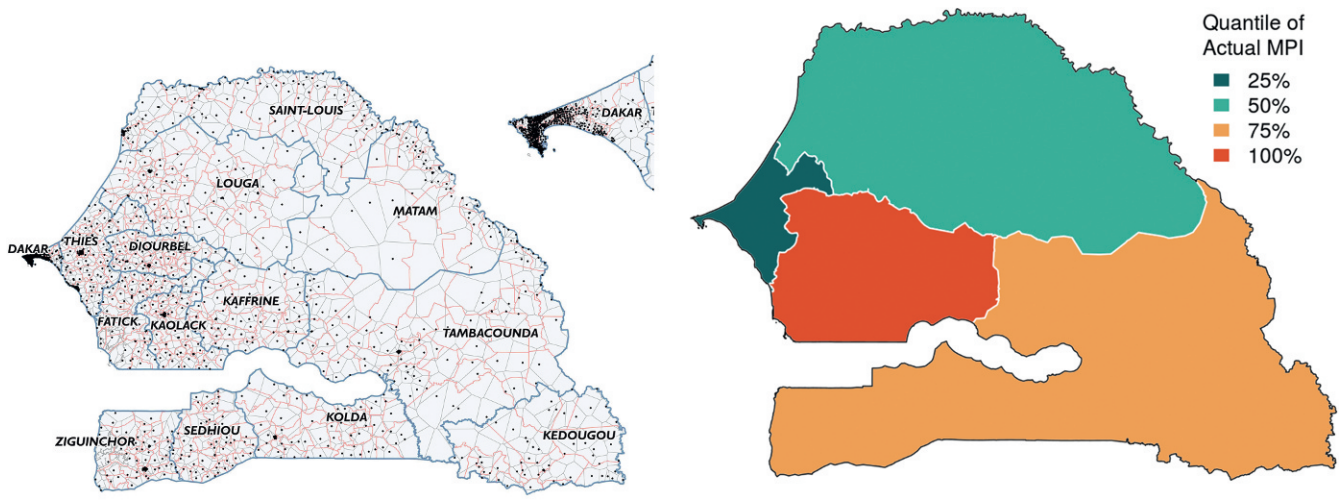 SAINT-LOUIS
DAKAR
LOUGA
MATAM
DAKAR
THIES
DIOURBEL
KAFFRINE
FATICK
KAOLACK
TAMBACOUNDA
KOLDA
SEDHIOU
ZIGUINCHOR
KEDOUGOU
Quantile of
Actual MPI
25%
50%
75%
100%